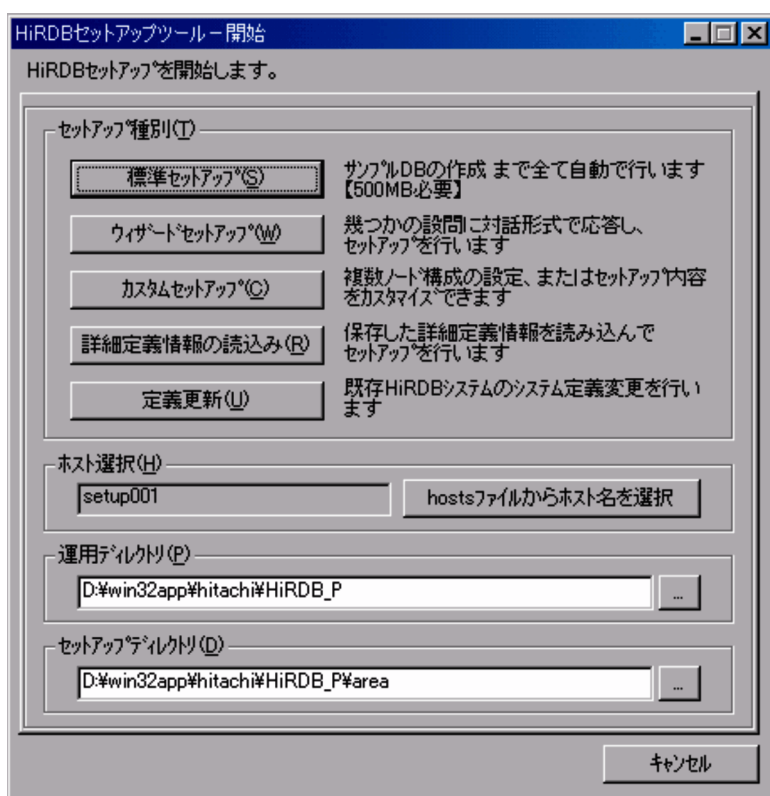 HiRDBセットアップツール－開始
HiRDBｾｯﾄｱｯﾌﾟを開始します。
ｾｯﾄｱｯﾌﾟ種別(T)
標準ｾｯﾄｱｯﾌﾟ(S)
ｻﾝﾌﾟﾙDBの作成 まで全て自動で行います
【500MB必要】
ｳｨｻﾞｰﾄﾞｾｯﾄｱｯﾌﾟ(W)
幾つかの設問に対話形式で応答し、
ｾｯﾄｱｯﾌﾟを行います
ｶｽﾀﾑｾｯﾄｱｯﾌﾟ(C)
複数ﾉｰﾄﾞ構成の設定、またはｾｯﾄｱｯﾌﾟ内容
をｶｽﾀﾏｲｽﾞできます
詳細定義情報の読込み(R)
保存した詳細定義情報を読み込んで
ｾｯﾄｱｯﾌﾟを行います
定義更新(U)
既存HiRDBｼｽﾃﾑのｼｽﾃﾑ定義変更を行い
ます
ﾎｽﾄ選択(H)
setup001
hostsﾌｧｲﾙからﾎｽﾄ名を選択
運用ﾃﾞｨﾚｸﾄﾘ(P)
D:¥win32app¥hitachi¥HiRDB_P
...
ｾｯﾄｱｯﾌﾟﾃﾞｨﾚｸﾄﾘ(D)
D:¥win32app¥hitachi¥HiRDB_P¥area
...
ｷｬﾝｾﾙ